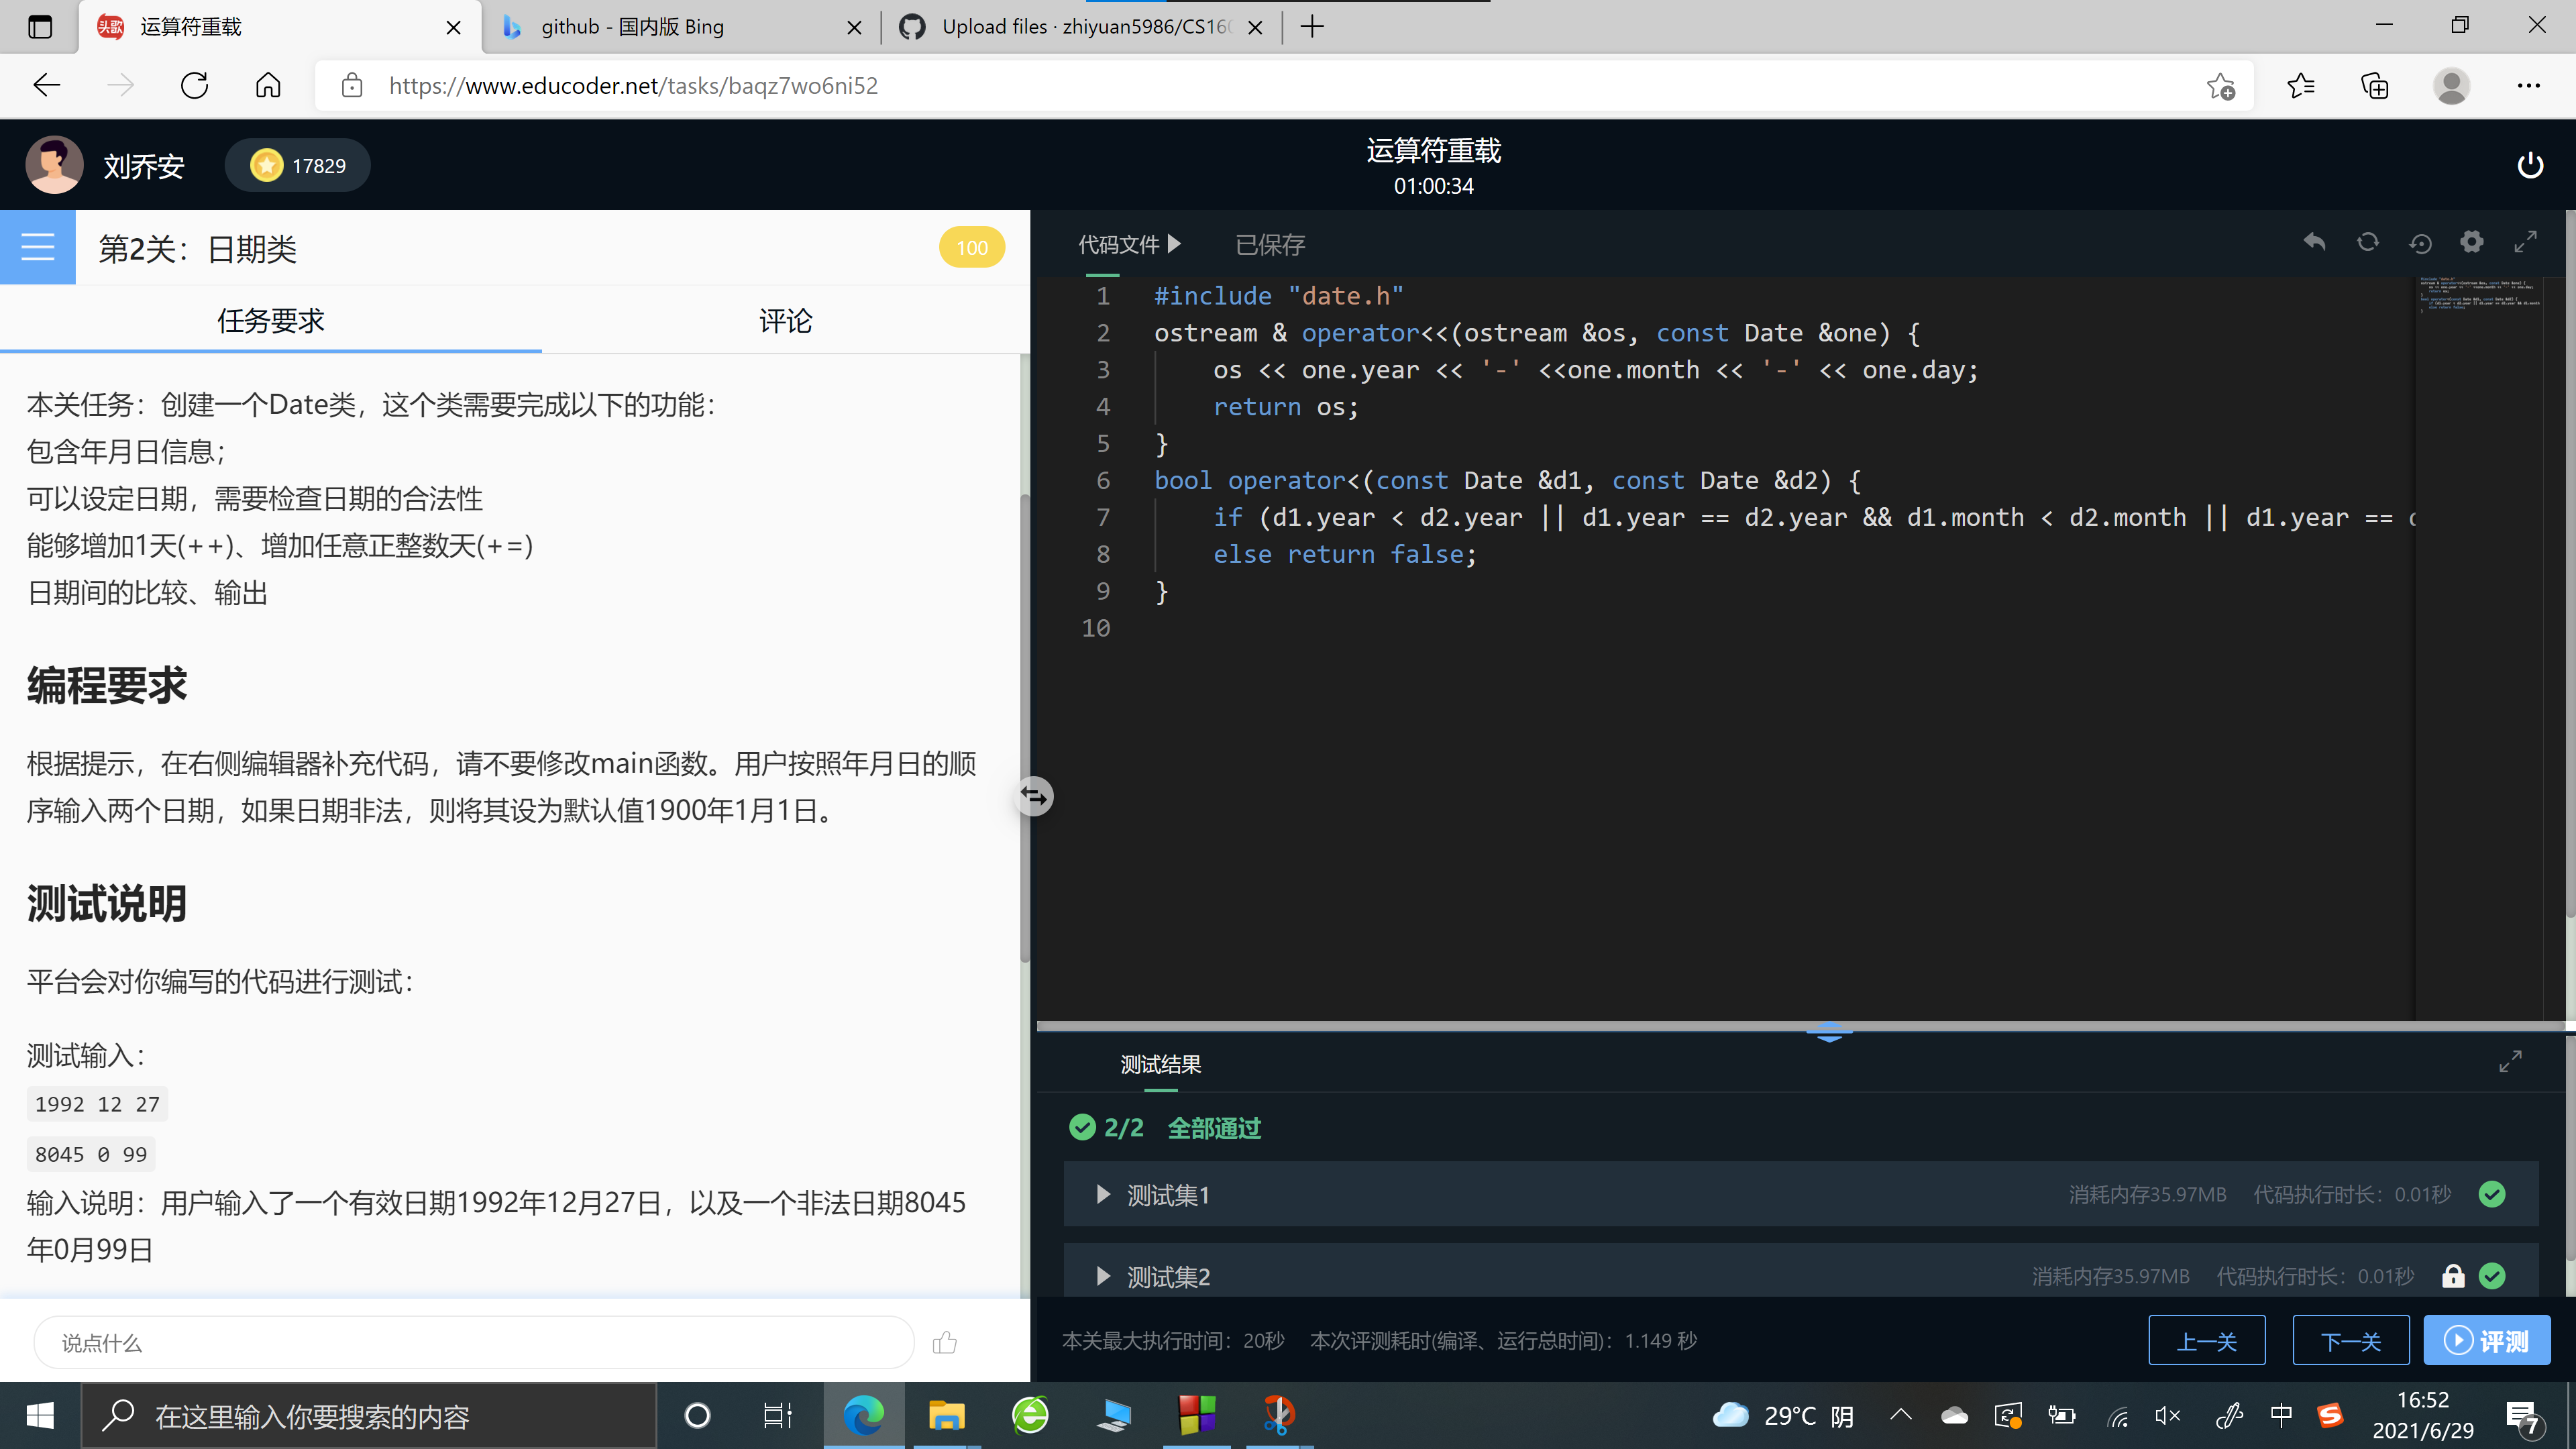 运算符重载
github - 国内版 Bing
Upload files · zhiyuan5986/CS160
https://www.educoder.net/tasks/baqz7wo6ni52
刘乔安
17829
运算符重载
01:00:34
第2关：日期类
100
任务要求
评论
本关任务：创建一个Date类，这个类需要完成以下的功能：
包含年月日信息；
可以设定日期，需要检查日期的合法性
能够增加1天(++)、增加任意正整数天(+=)
日期间的比较、输出
编程要求
根据提示，在右侧编辑器补充代码，请不要修改main函数。用户按照年月日的顺
序输入两个日期，如果日期非法，则将其设为默认值1900年1月1日。
测试说明
平台会对你编写的代码进行测试：
测试输入：
1992 12 27
8045 0 99
输入说明：用户输入了一个有效日期1992年12月27日，以及一个非法日期8045
年0月99日
说点什么
代码文件
已保存
1 #include "date.h"
2 ostream & operator<<(ostream &os, const Date &one) {
3 os << one.year << '-' <<one.month << '-' << one.day;
4 return os;
5 }
6 bool operator<(const Date &d1, const Date &d2) {
7 if (d1.year < d2.year || d1.year == d2.year && d1.month < d2.month || d1.year ==
8 else return false;
9 }
10
测试结果
2/2 全部通过
测试集1
消耗内存35.97MB 代码执行时长：0.01秒
测试集2
消耗内存35.97MB 代码执行时长：0.01秒
本关最大执行时间：20秒 本次评测耗时(编译、运行总时间)：1.149 秒
上一关
下一关
评测
在这里输入你要搜索的内容
29°C 阴
中
16:52
2021/6/29
7